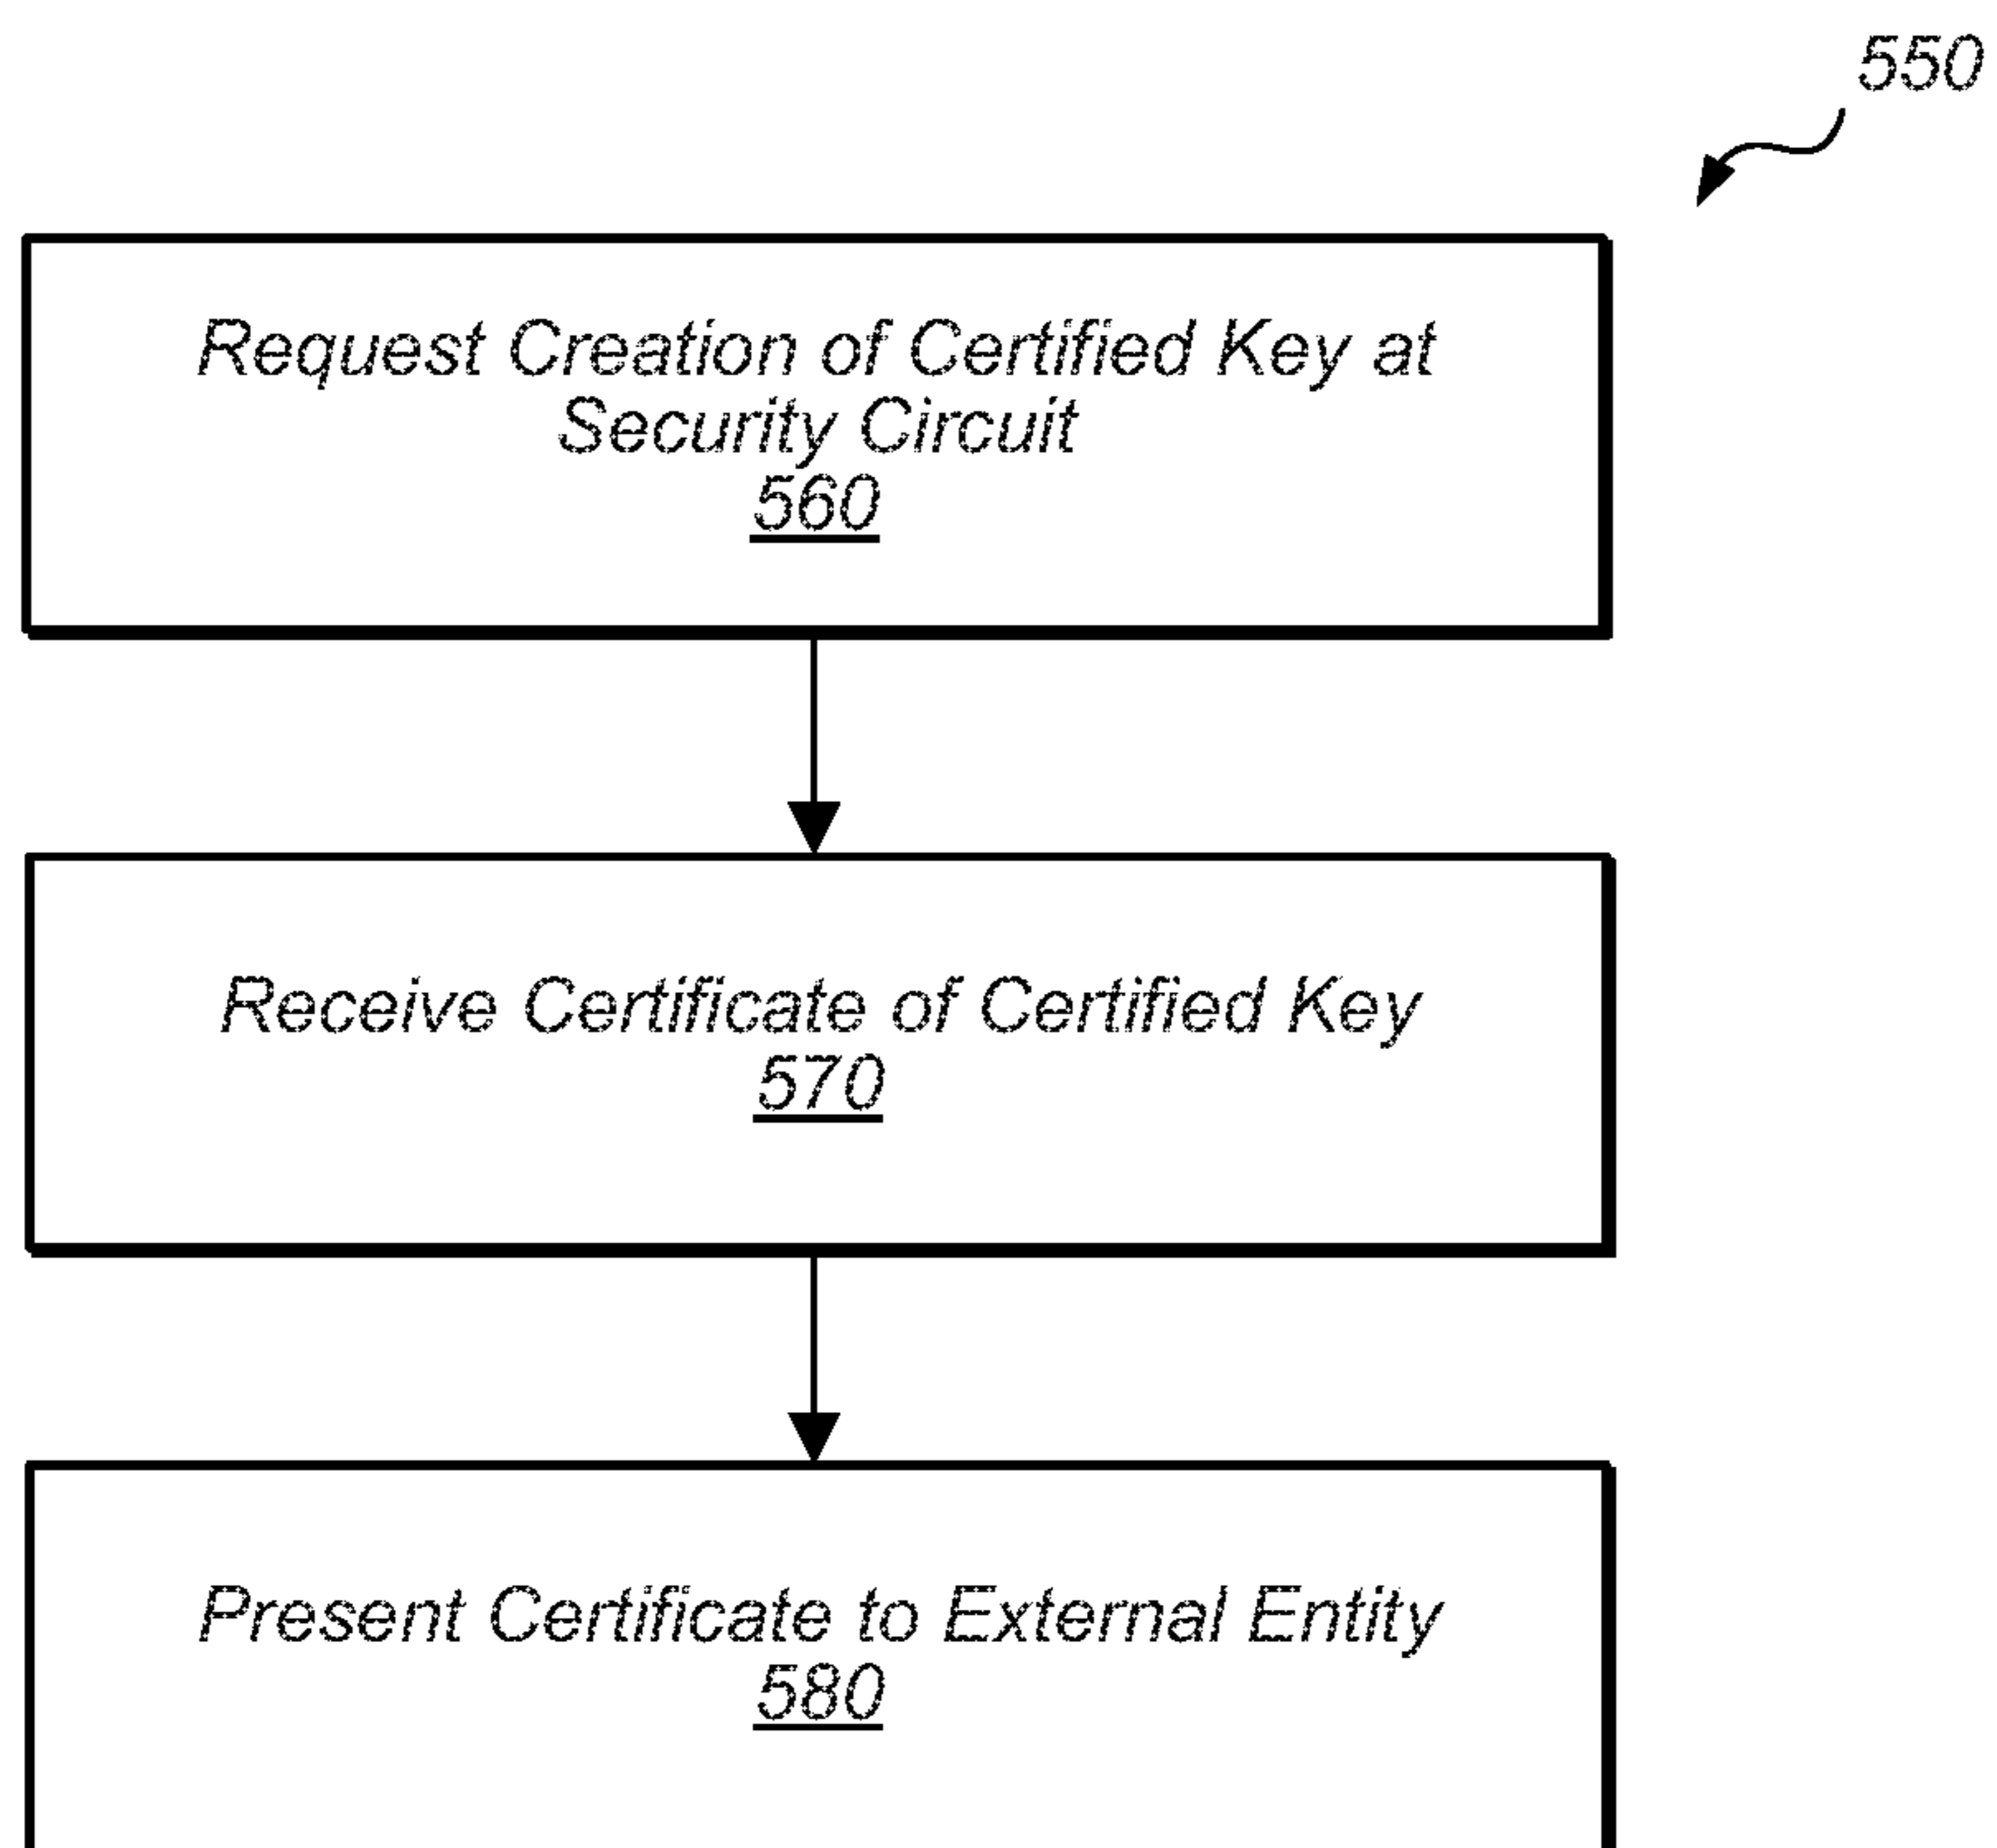 550
Request Creation of Certified Key at
Security Circuit
560
Receive Certificate of Certified Key
570
Present Certificate to External Entity
580